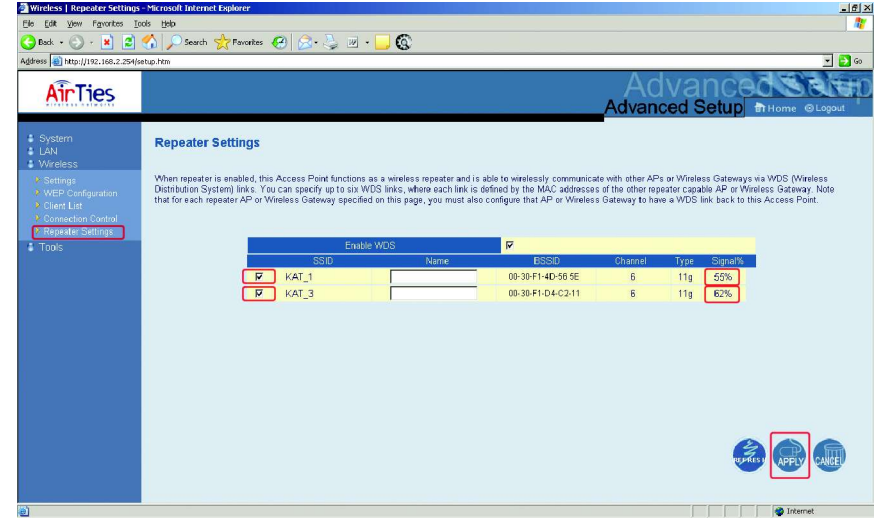 Wireless | Repeater Settings - Microsoft Internet Explorer
File Edit View Favorites Tools Help
Back Search Favorites
Address http://192.168.2.254/setup.htm Go
AirTies
wireless networks
Advanced Setup
Advanced Setup Home Logout
System
LAN
Wireless
Settings
WEP Configuration
Client List
Connection Control
Repeater Settings
Tools
Repeater Settings
When repeater is enabled, this Access Point functions as a wireless repeater and is able to wirelessly communicate with other APs or Wireless Gateways via WDS (Wireless
Distribution System) links. You can specify up to six WDS links, where each link is defined by the MAC addresses of the other repeater capable AP or Wireless Gateway. Note
that for each repeater AP or Wireless Gateway specified on this page, you must also configure that AP or Wireless Gateway to have a WDS link back to this Access Point.
Enable WDS
SSID Name BSSID Channel Type Signal%
KAT_1 00-30-F1-4D-56-5E 6 11g 55%
KAT_3 00-30-F1-D4-C2-11 6 11g 62%
REFRESH APPLY CANCEL
Internet